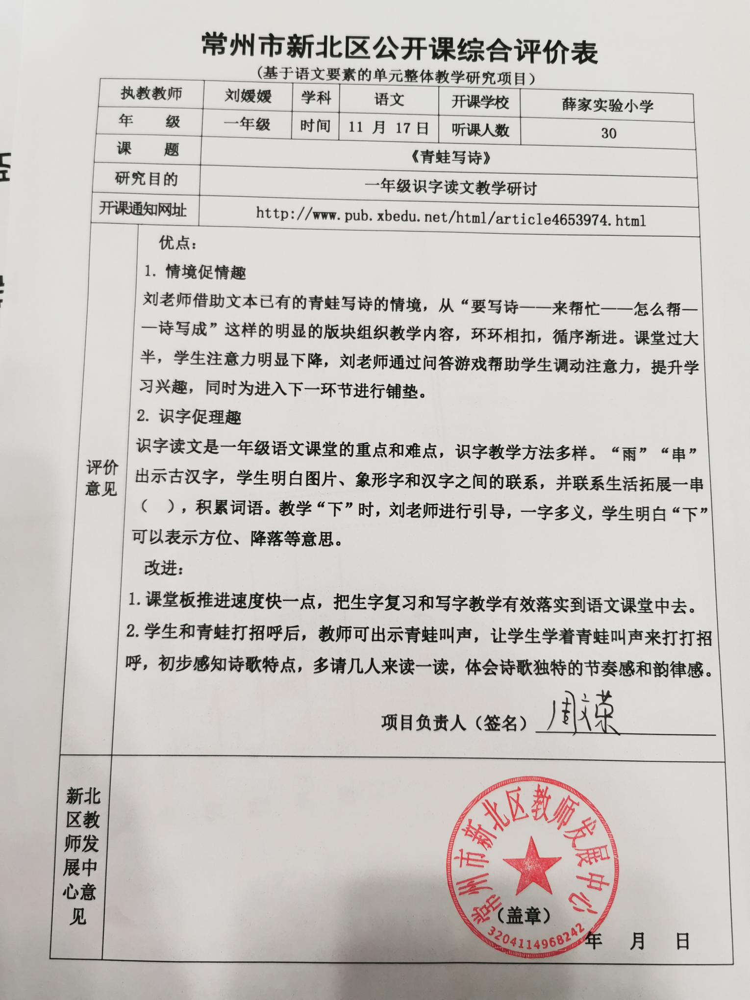 常州市新北区公开课综合评价表
(基于语文要素的单元整体教学研究项目)
执教教师 刘媛媛 学科 语文 开课学校 薛家实验小学
年 级 一年级 时间 11 月 17日 听课人数 30
课 题 《青蛙写诗》
研究目的 一年级识字读文教学研讨
开课通知网址 http://www.pub.xbedu.net/html/article4653974.html
评价
意见
优点：
1. 情境促情趣
刘老师借助文本已有的青蛙写诗的情境，从“要写诗——来帮忙——怎么帮—
—诗写成”这样的明显的版块组织教学内容，环环相扣，循序渐进。课堂过大
半，学生注意力明显下降，刘老师通过问答游戏帮助学生调动注意力，提升学
习兴趣，同时为进入下一环节进行铺垫。
2. 识字促理趣
识字读文是一年级语文课堂的重点和难点，识字教学方法多样。“雨”“串”
出示古汉字，学生明白图片、象形字和汉字之间的联系，并联系生活拓展一串
（ ），积累词语。教学“下”时，刘老师进行引导，一字多义，学生明白“下”
可以表示方位、降落等意思。
改进：
1.课堂板推进速度快一点，把生字复习和写字教学有效落实到语文课堂中去。
2.学生和青蛙打招呼后，教师可出示青蛙叫声，让学生学着青蛙叫声来打打招
呼，初步感知诗歌特点，多请几人来读一读，体会诗歌独特的节奏感和韵律感。
项目负责人（签名） 周文荣
新北
区教
师发
展中
心意
见
常州市新北区教师发展中心
（盖章）
3204114968242
年 月 日